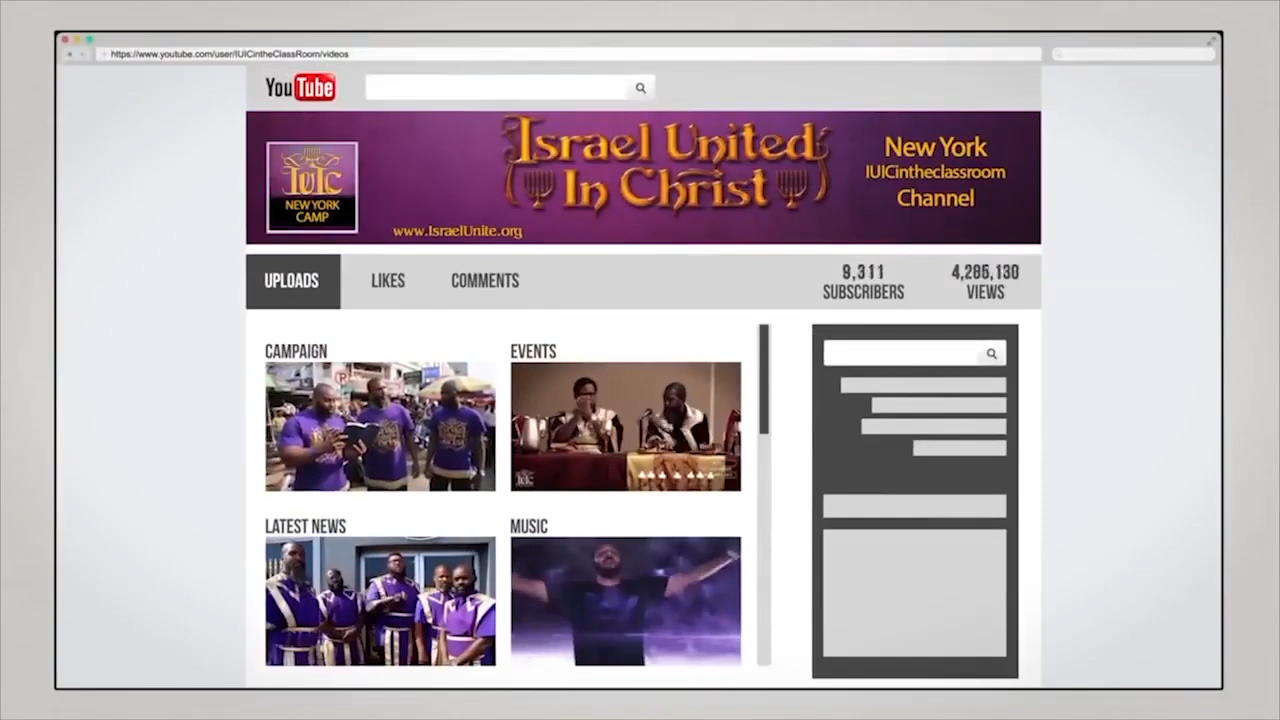 https://www.youtube.com/user/IUICintheClassRoom/videos
YouTube
Israel United
In Christ
IUIC
NEW YORK
CAMP
www.IsraelUnite.org
New York
IUICintheclassroom
Channel
UPLOADS
LIKES
COMMENTS
9,311
SUBSCRIBERS
4,285,130
VIEWS
CAMPAIGN
EVENTS
IUIC
LATEST NEWS
MUSIC